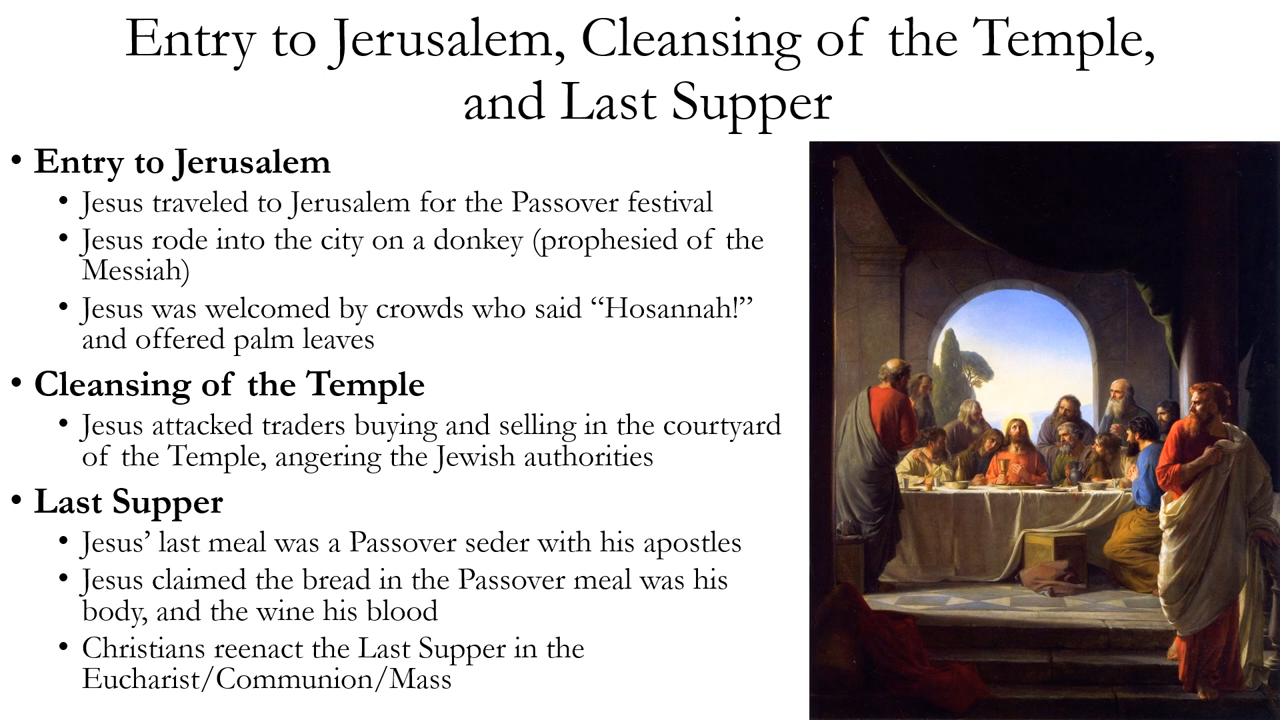 Entry to Jerusalem, Cleansing of the Temple,
and Last Supper
• Entry to Jerusalem
• Jesus traveled to Jerusalem for the Passover festival
• Jesus rode into the city on a donkey (prophesied of the
Messiah)
• Jesus was welcomed by crowds who said “Hosannah!”
and offered palm leaves
• Cleansing of the Temple
• Jesus attacked traders buying and selling in the courtyard
of the Temple, angering the Jewish authorities
• Last Supper
• Jesus’ last meal was a Passover seder with his apostles
• Jesus claimed the bread in the Passover meal was his
body, and the wine his blood
• Christians reenact the Last Supper in the
Eucharist/Communion/Mass